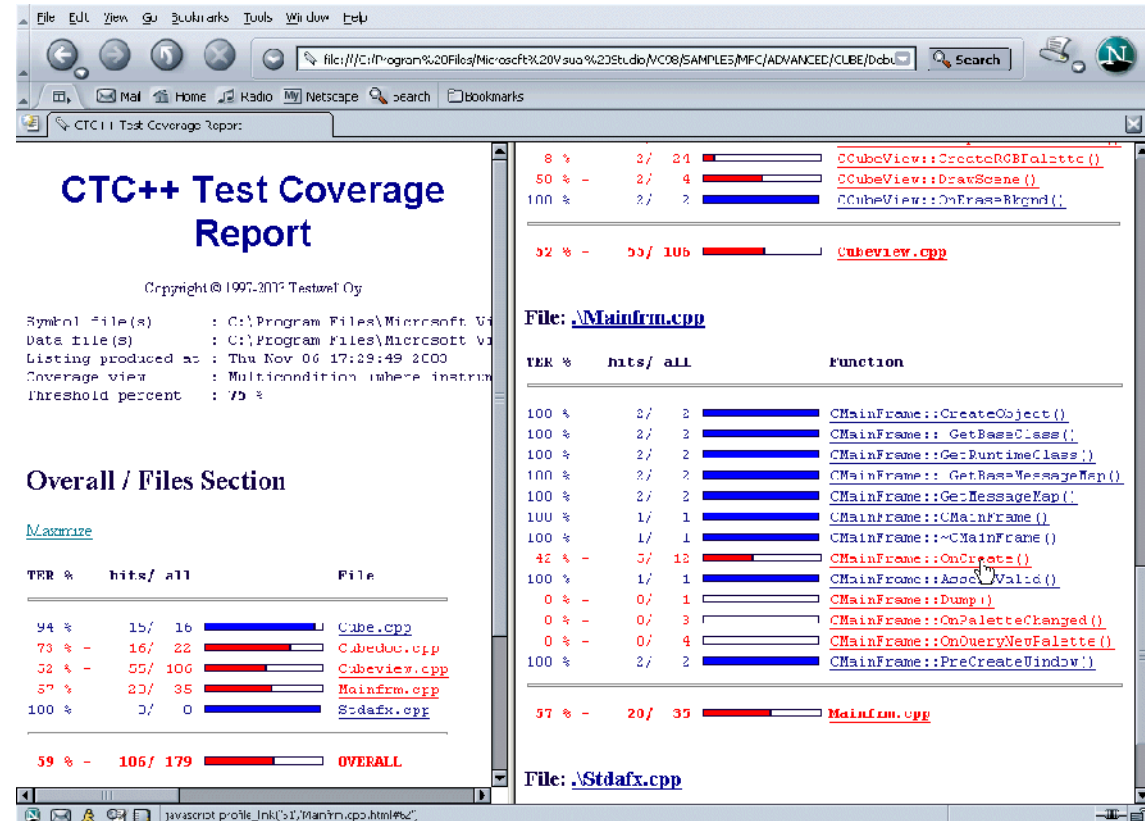 File Edit View Go Bookmarks Tools Window Help
Search
Mail Home Radio My Netscape Search Bookmarks
CTC++ Test Coverage Report
CTC++ Test Coverage
Report
Copyright © 1997-2003 Testwell Oy
Symbol file(s) : C:\Program Files\Microsoft Vi
Data file(s) : C:\Program Files\Microsoft Vi
Listing produced at : Thu Nov 06 17:29:49 2003
Coverage view : Multicondition (where instrum
Threshold percent : 75 %
Overall / Files Section
Maximize
TER % hits/ all File
94 % 15/ 16 Cube.cpp
73 % - 16/ 22 Cubedoc.cpp
52 % - 55/ 106 Cubeview.cpp
57 % 20/ 35 Mainfrm.cpp
100 % 0/ 0 Stdafx.cpp
59 % - 106/ 179 OVERALL
8 % 2/ 24 CCubeView::CreateRGBPalette()
50 % - 2/ 4 CCubeView::DrawScene()
100 % 2/ 2 CCubeView::OnEraseBkgnd()
52 % - 55/ 106 Cubeview.cpp
File: .\Mainfrm.cpp
TER % hits/ all Function
100 % 2/ 2 CMainFrame::CreateObject()
100 % 2/ 2 CMainFrame::_GetBaseClass()
100 % 2/ 2 CMainFrame::GetRuntimeClass()
100 % 2/ 2 CMainFrame::_GetBaseMessageMap()
100 % 2/ 2 CMainFrame::GetMessageMap()
100 % 1/ 1 CMainFrame::CMainFrame()
100 % 1/ 1 CMainFrame::~CMainFrame()
42 % - 5/ 12 CMainFrame::OnCreate()
100 % 1/ 1 CMainFrame::AssertValid()
0 % - 0/ 1 CMainFrame::Dump()
0 % - 0/ 3 CMainFrame::OnPaletteChanged()
0 % - 0/ 4 CMainFrame::OnQueryNewPalette()
100 % 2/ 2 CMainFrame::PreCreateWindow()
57 % - 20/ 35 Mainfrm.cpp
File: .\Stdafx.cpp